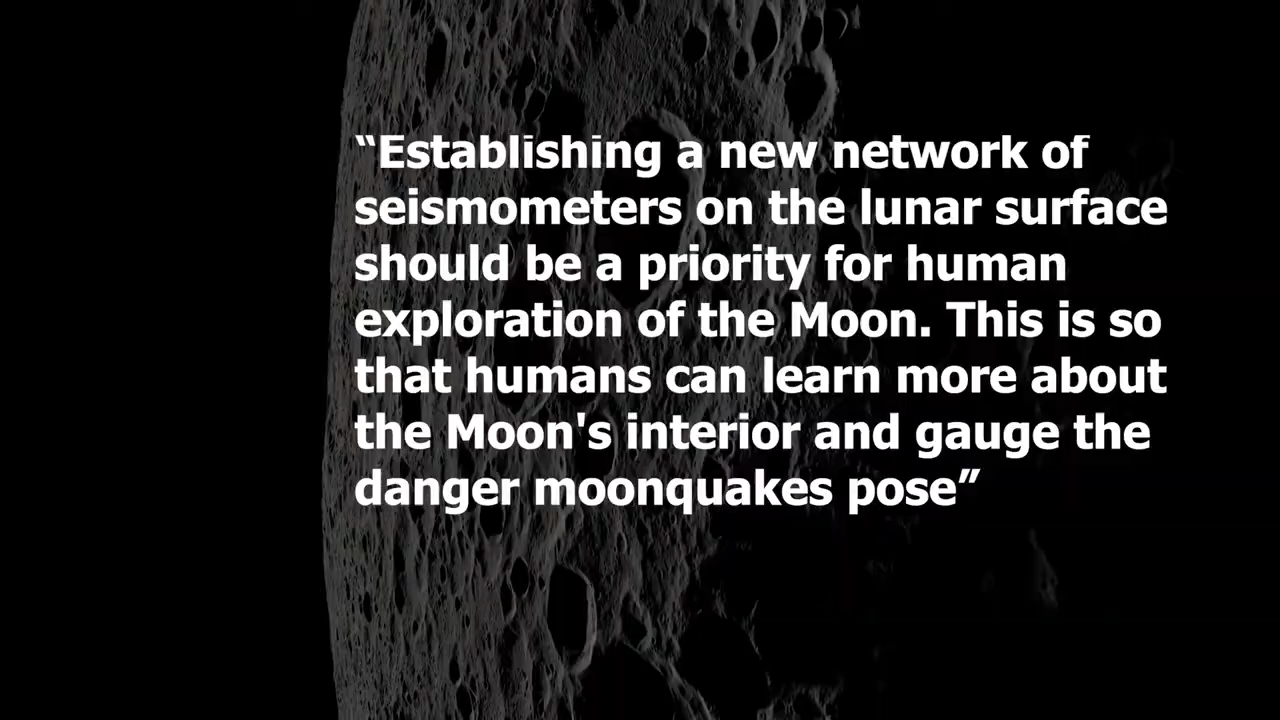 “Establishing a new network of
seismometers on the lunar surface
should be a priority for human
exploration of the Moon. This is so
that humans can learn more about
the Moon's interior and gauge the
danger moonquakes pose”